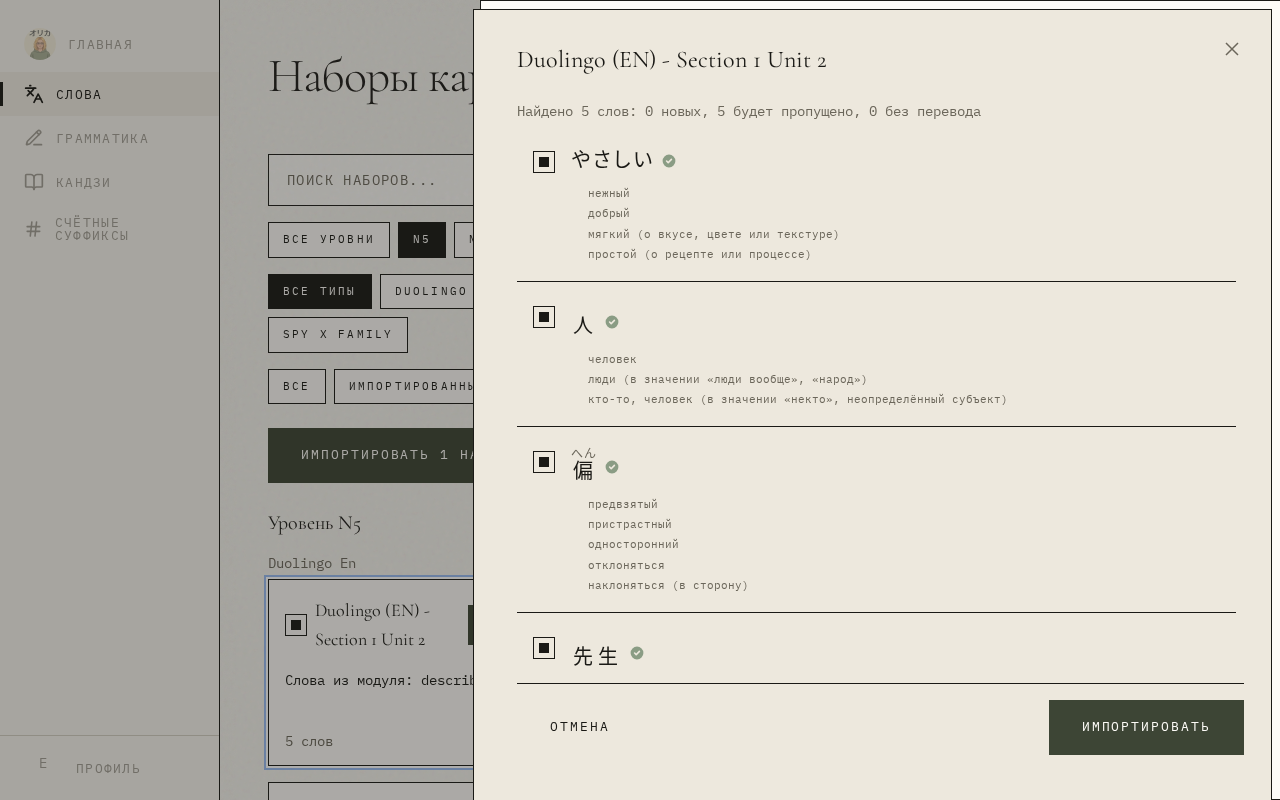 オリカ
ГЛАВНАЯ
СЛОВА
ГРАММАТИКА
КАНДЗИ
СЧЁТНЫЕ
СУФФИКСЫ
E
ПРОФИЛЬ
Наборы
ПОИСК НАБОРОВ...
ВСЕ УРОВНИ
N5
ВСЕ ТИПЫ
DUOLINGO
SPY X FAMILY
ВСЕ
ИМПОРТИРОВАННЫ
ИМПОРТИРОВАТЬ 1
Уровень N5
Duolingo En
Duolingo (EN) -
Section 1 Unit 2
Слова из модуля: describ
5 слов
Duolingo (EN) - Section 1 Unit 2
Найдено 5 слов: 0 новых, 5 будет пропущено, 0 без перевода
やさしい
нежный
добрый
мягкий (о вкусе, цвете или текстуре)
простой (о рецепте или процессе)
人
человек
люди (в значении «люди вообще», «народ»)
кто-то, человек (в значении «некто», неопределённый субъект)
へん
偏
предвзятый
пристрастный
односторонний
отклоняться
наклоняться (в сторону)
先生
ОТМЕНА
ИМПОРТИРОВАТЬ